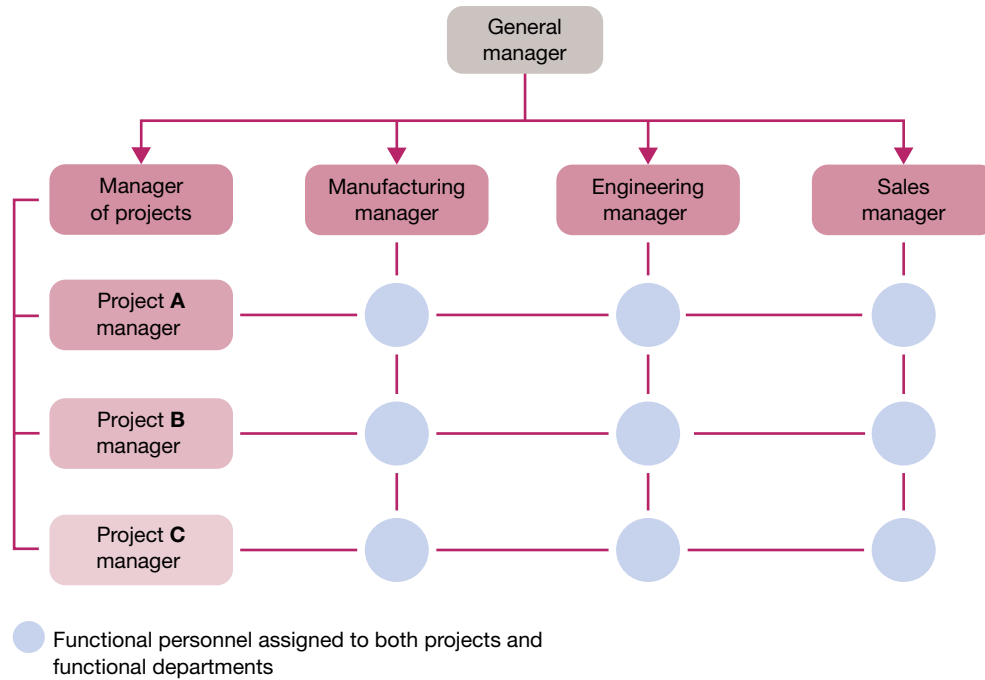 General
manager
Manager
of projects
Manufacturing
manager
Engineering
manager
Sales
manager
Project A
manager
Project B
manager
Project C
manager
Functional personnel assigned to both projects and
functional departments